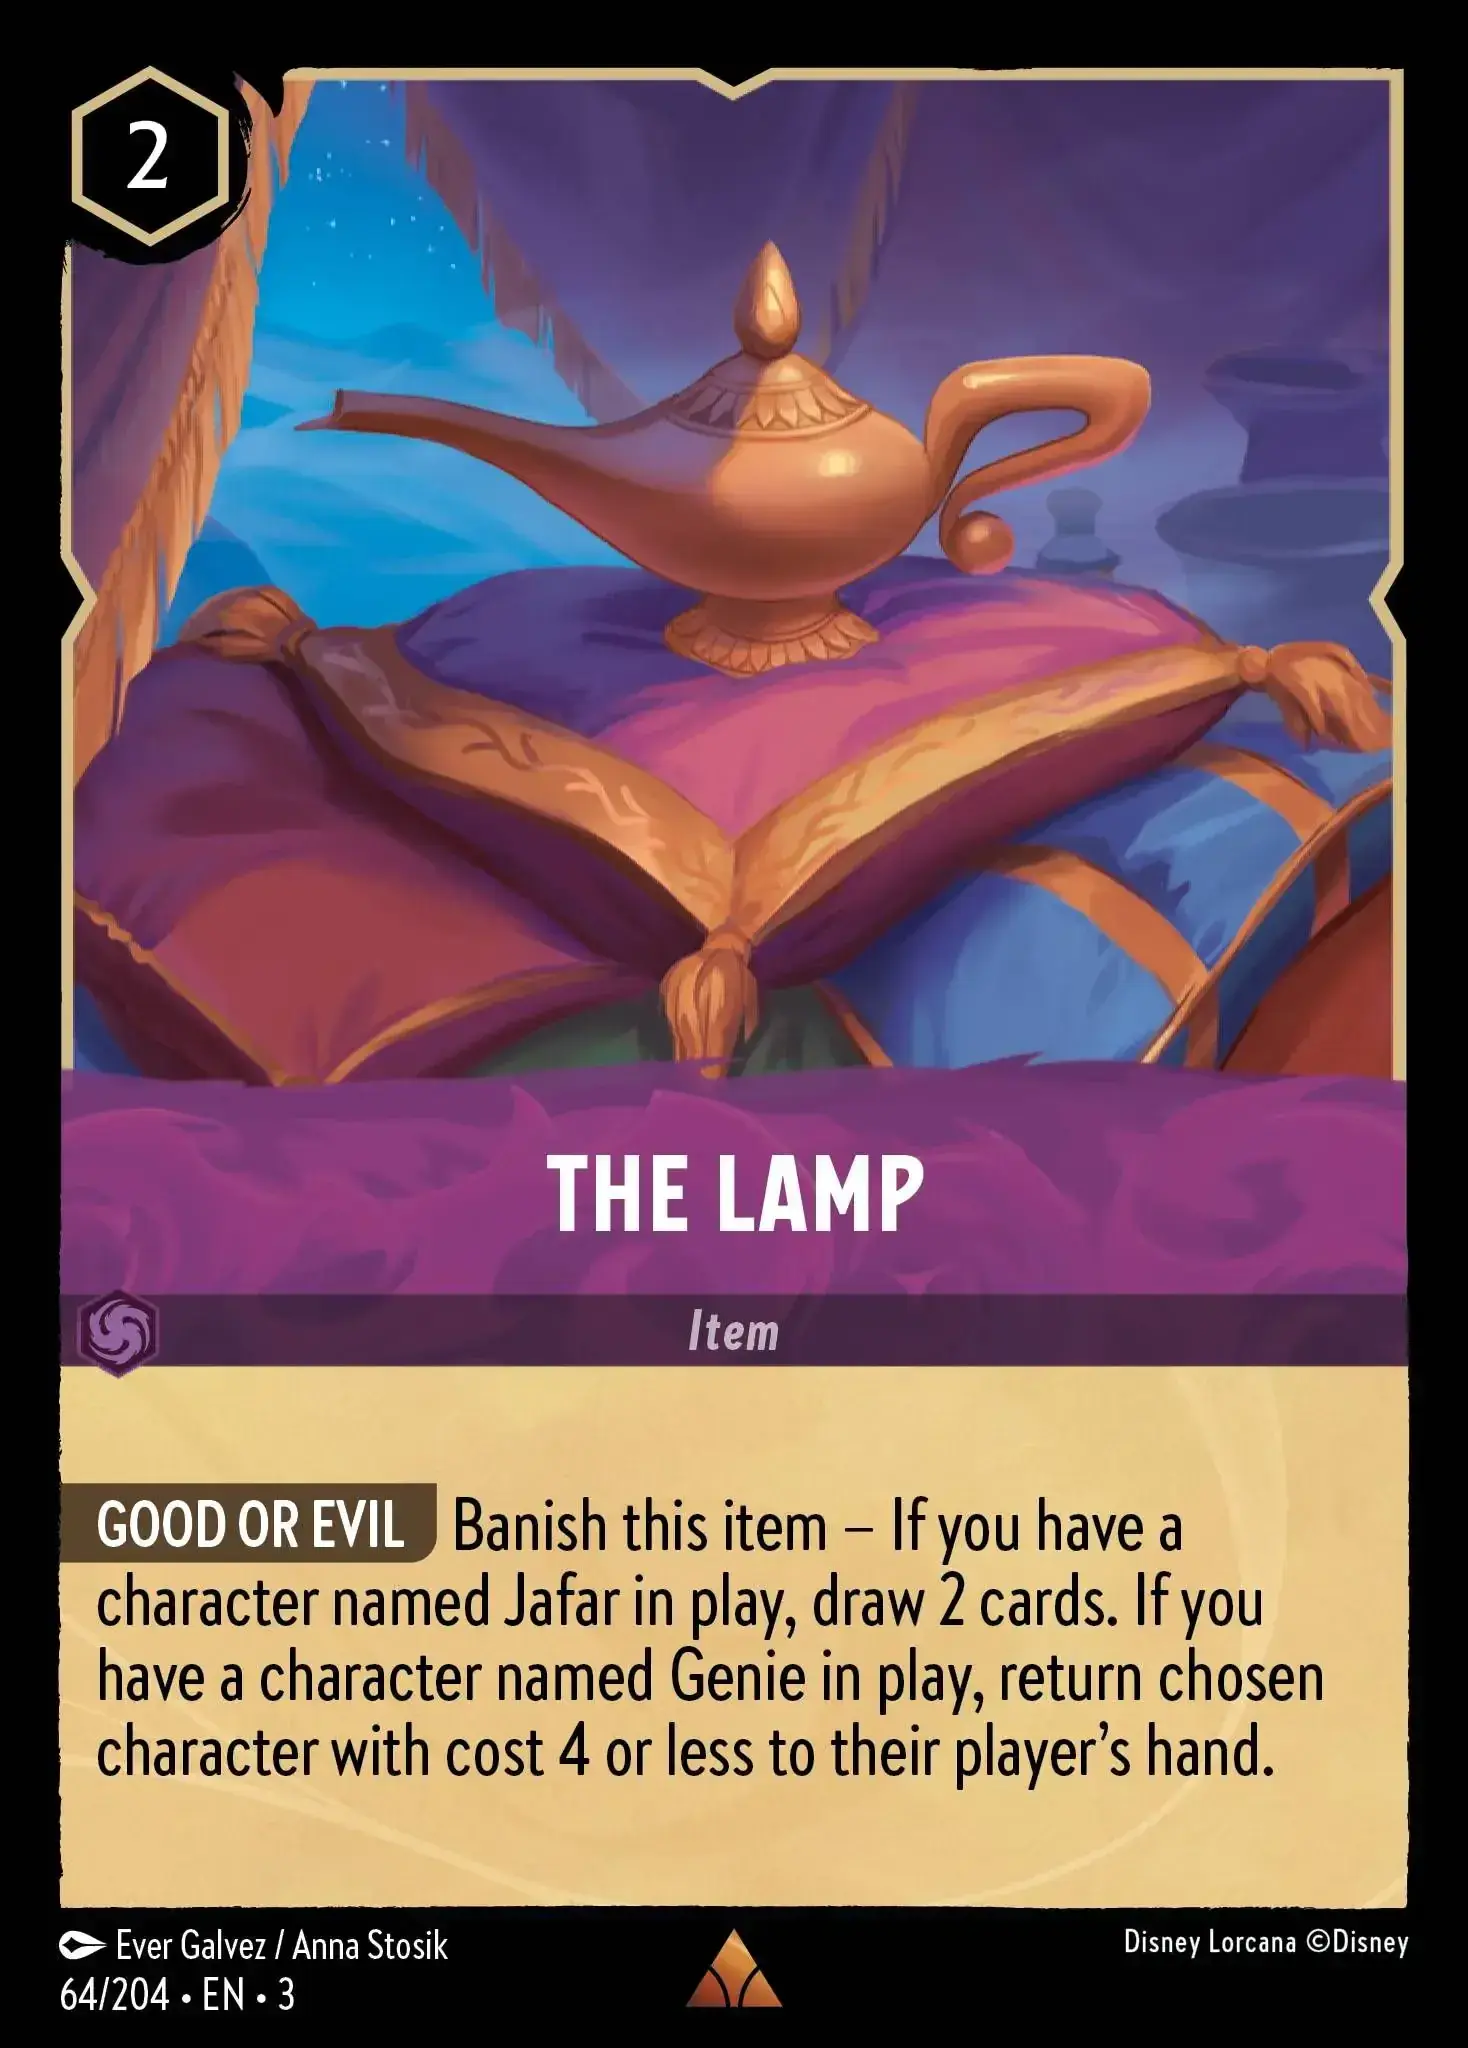 2
THE LAMP
Item
GOOD OR EVIL Banish this item – If you have a
character named Jafar in play, draw 2 cards. If you
have a character named Genie in play, return chosen
character with cost 4 or less to their player’s hand.
Ever Galvez / Anna Stosik
Disney Lorcana ©Disney
64/204 • EN • 3